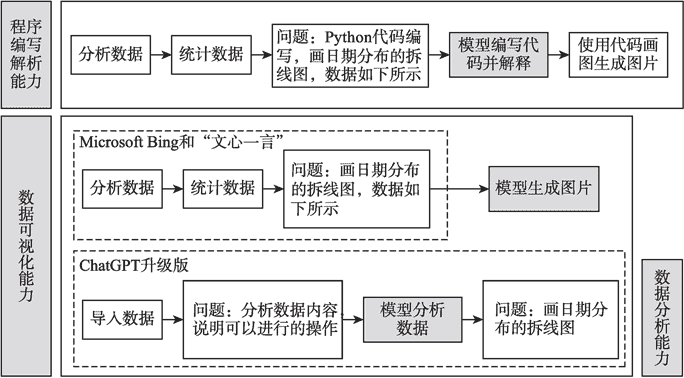 程序
编写
解析
能力
分析数据
统计数据
问题：Python代码编
写，画日期分布的拆
线图，数据如下所示
模型编写代
码并解释
使用代码画
图生成图片
数据可视化能力
Microsoft Bing和“文心一言”
分析数据
统计数据
问题：画日期分布
的拆线图，数据如
下所示
模型生成图片
ChatGPT升级版
导入数据
问题：分析数据内容，
说明可以进行的操作
模型分析
数据
问题：画日期分
布的拆线图
数据分析能力